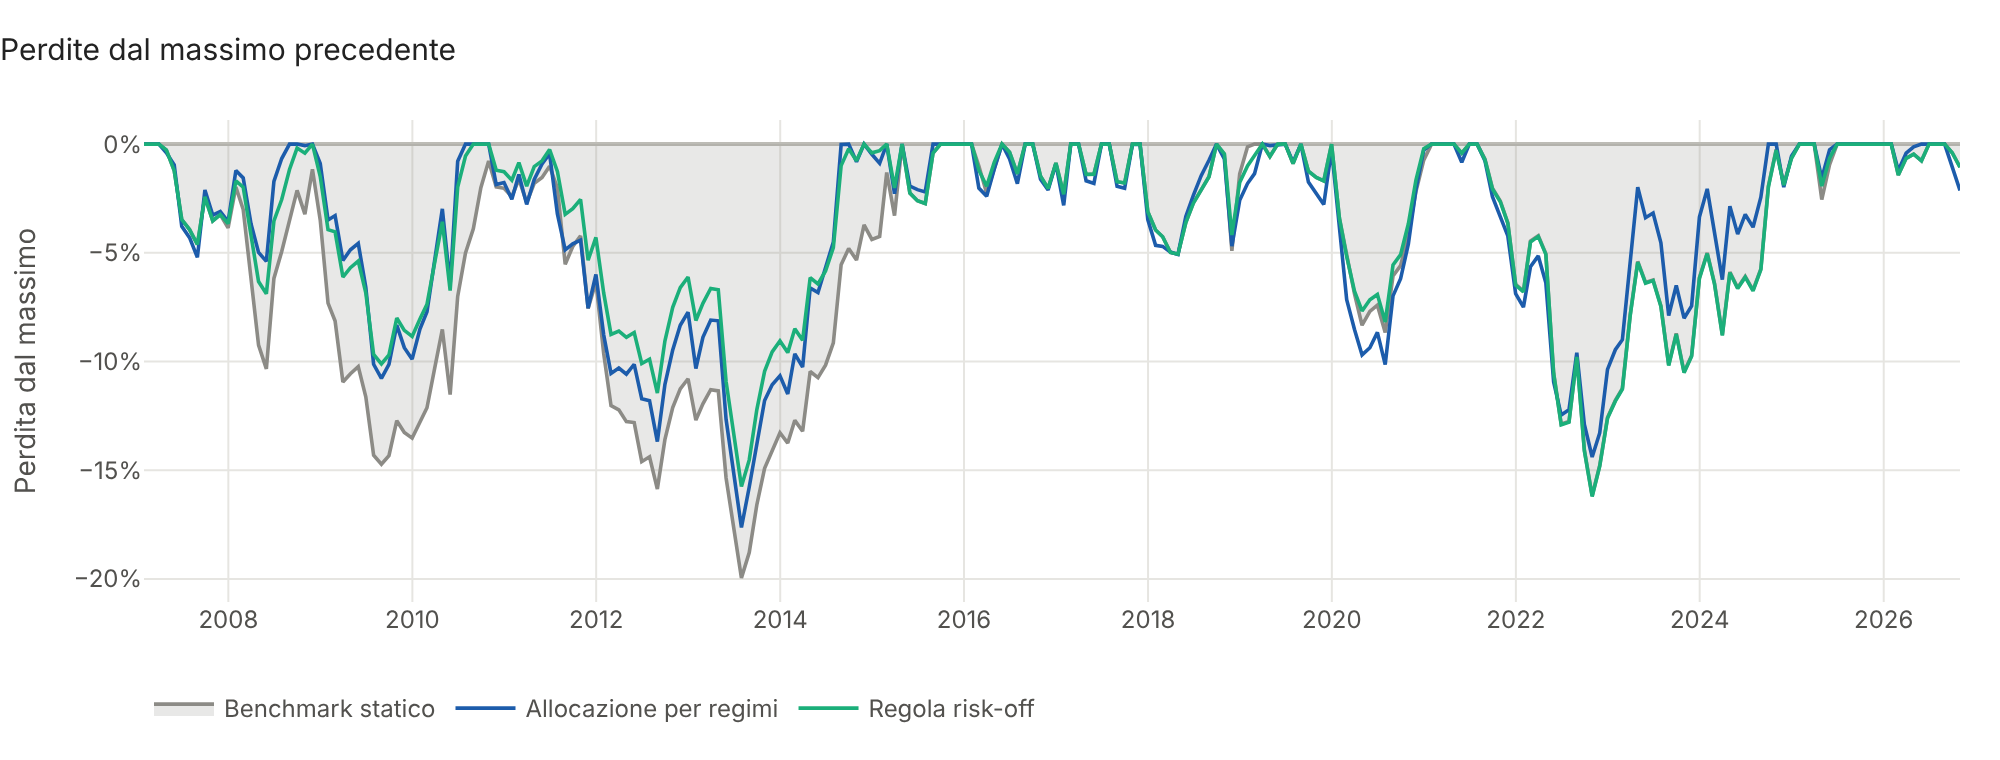 Perdite dal massimo precedente
Perdita dal massimo
0%
−5%
−10%
−15%
−20%
2008 2010 2012 2014 2016 2018 2020 2022 2024 2026
Benchmark statico Allocazione per regimi Regola risk-off